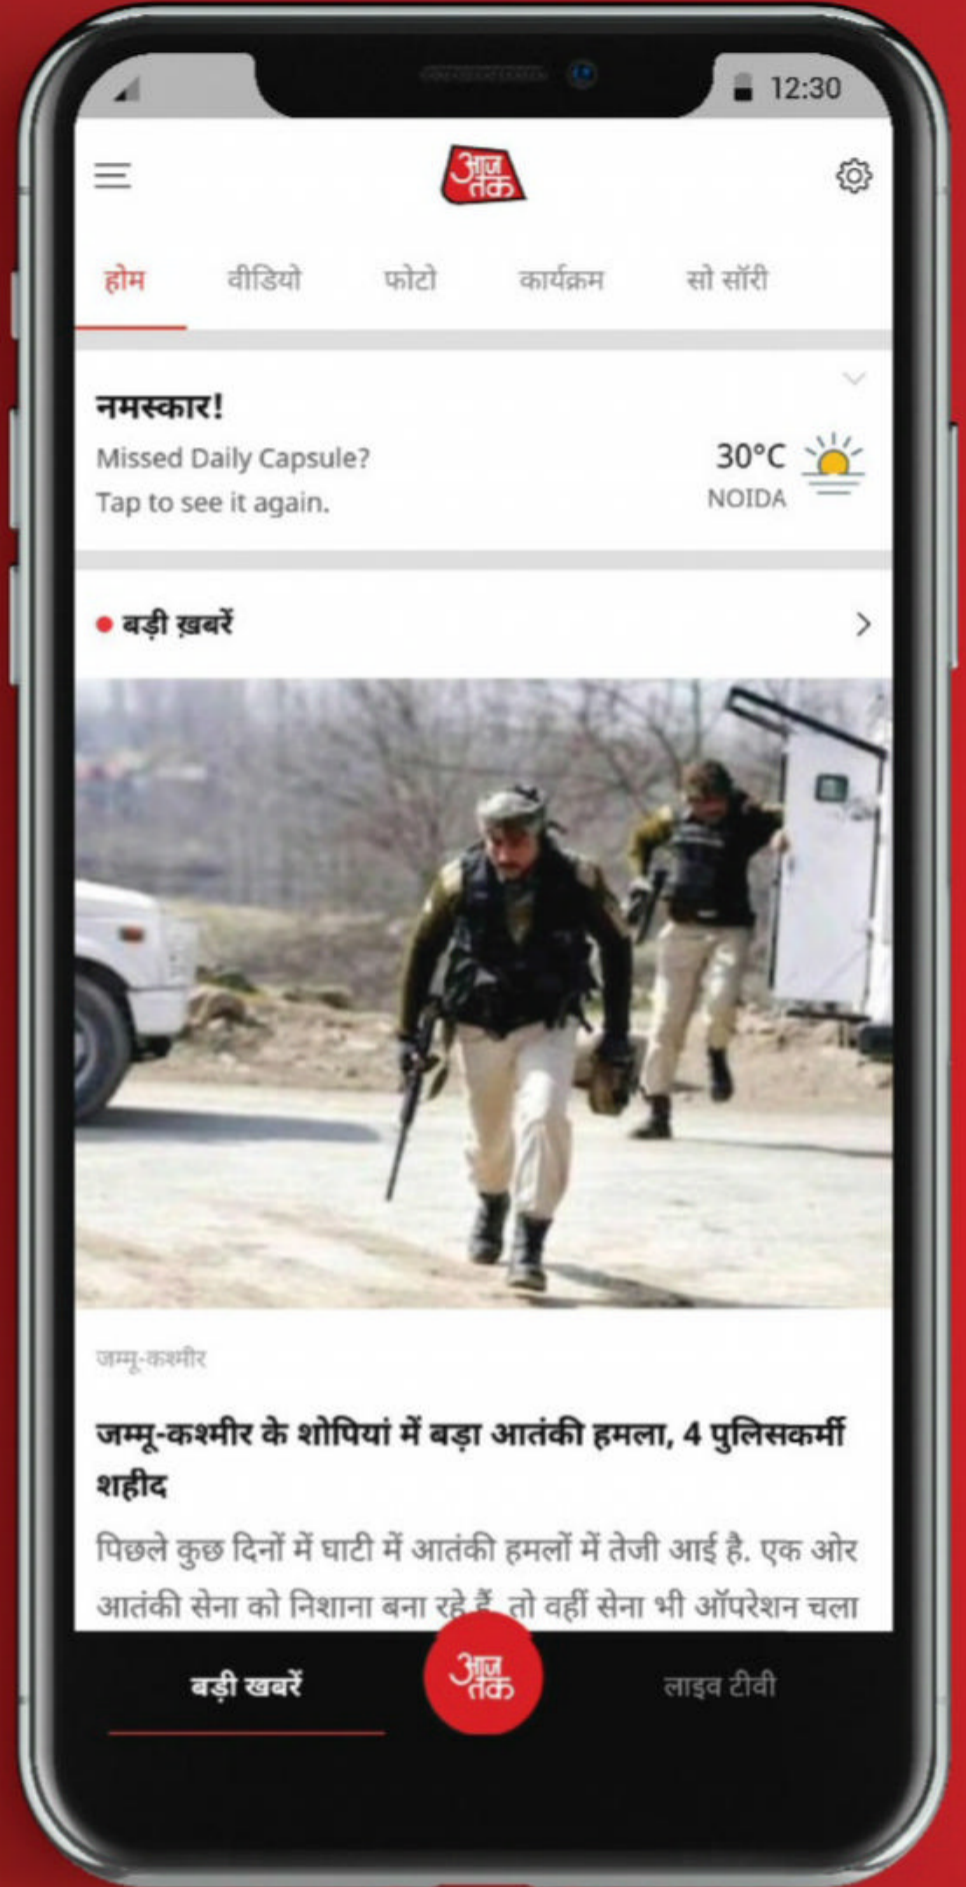 12:30
आज
तक
होम वीडियो फोटो कार्यक्रम सो सॉरी
नमस्कार!
Missed Daily Capsule?
Tap to see it again.
30°C
NOIDA
बड़ी ख़बरें
जम्मू-कश्मीर
जम्मू-कश्मीर के शोपियां में बड़ा आतंकी हमला, 4 पुलिसकर्मी
शहीद
पिछले कुछ दिनों में घाटी में आतंकी हमलों में तेजी आई है. एक ओर
आतंकी सेना को निशाना बना रहे हैं, तो वहीं सेना भी ऑपरेशन चला
बड़ी खबरें
आज
तक
लाइव टीवी